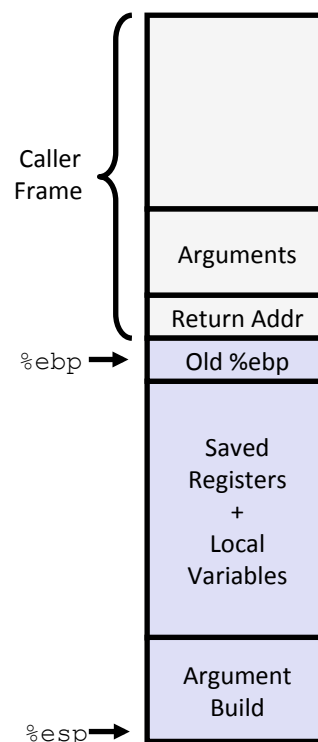 Caller
Frame
Arguments
Return Addr
%ebp
Old %ebp
Saved
Registers
+
Local
Variables
Argument
Build
%esp